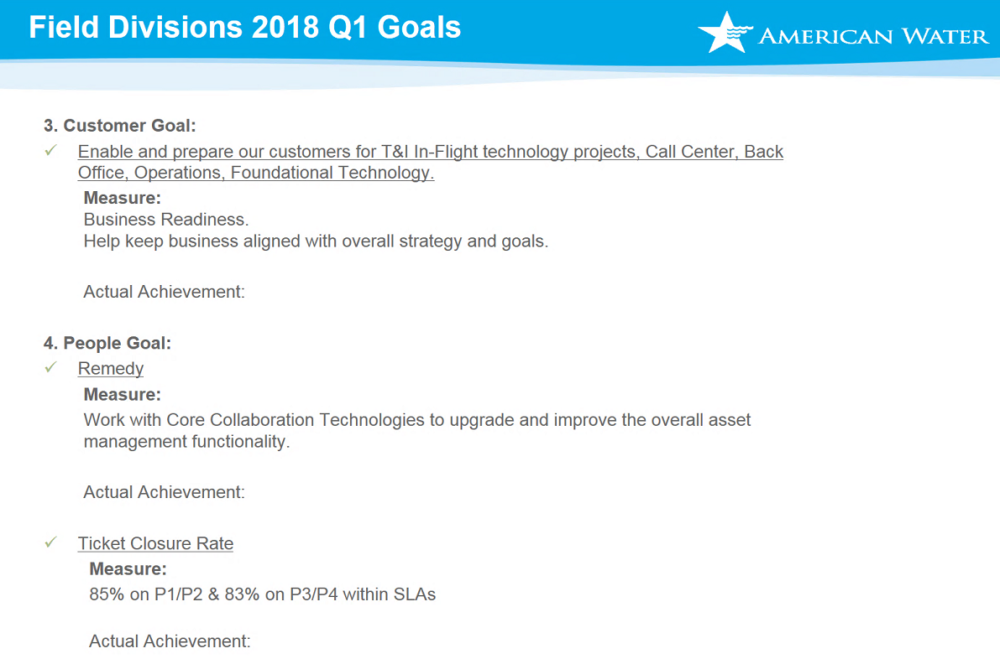 Field Divisions 2018 Q1 Goals
AMERICAN WATER
3. Customer Goal:
✓ Enable and prepare our customers for T&I In-Flight technology projects, Call Center, Back
Office, Operations, Foundational Technology.
Measure:
Business Readiness.
Help keep business aligned with overall strategy and goals.
Actual Achievement:
4. People Goal:
✓ Remedy
Measure:
Work with Core Collaboration Technologies to upgrade and improve the overall asset
management functionality.
Actual Achievement:
✓ Ticket Closure Rate
Measure:
85% on P1/P2 & 83% on P3/P4 within SLAs
Actual Achievement: